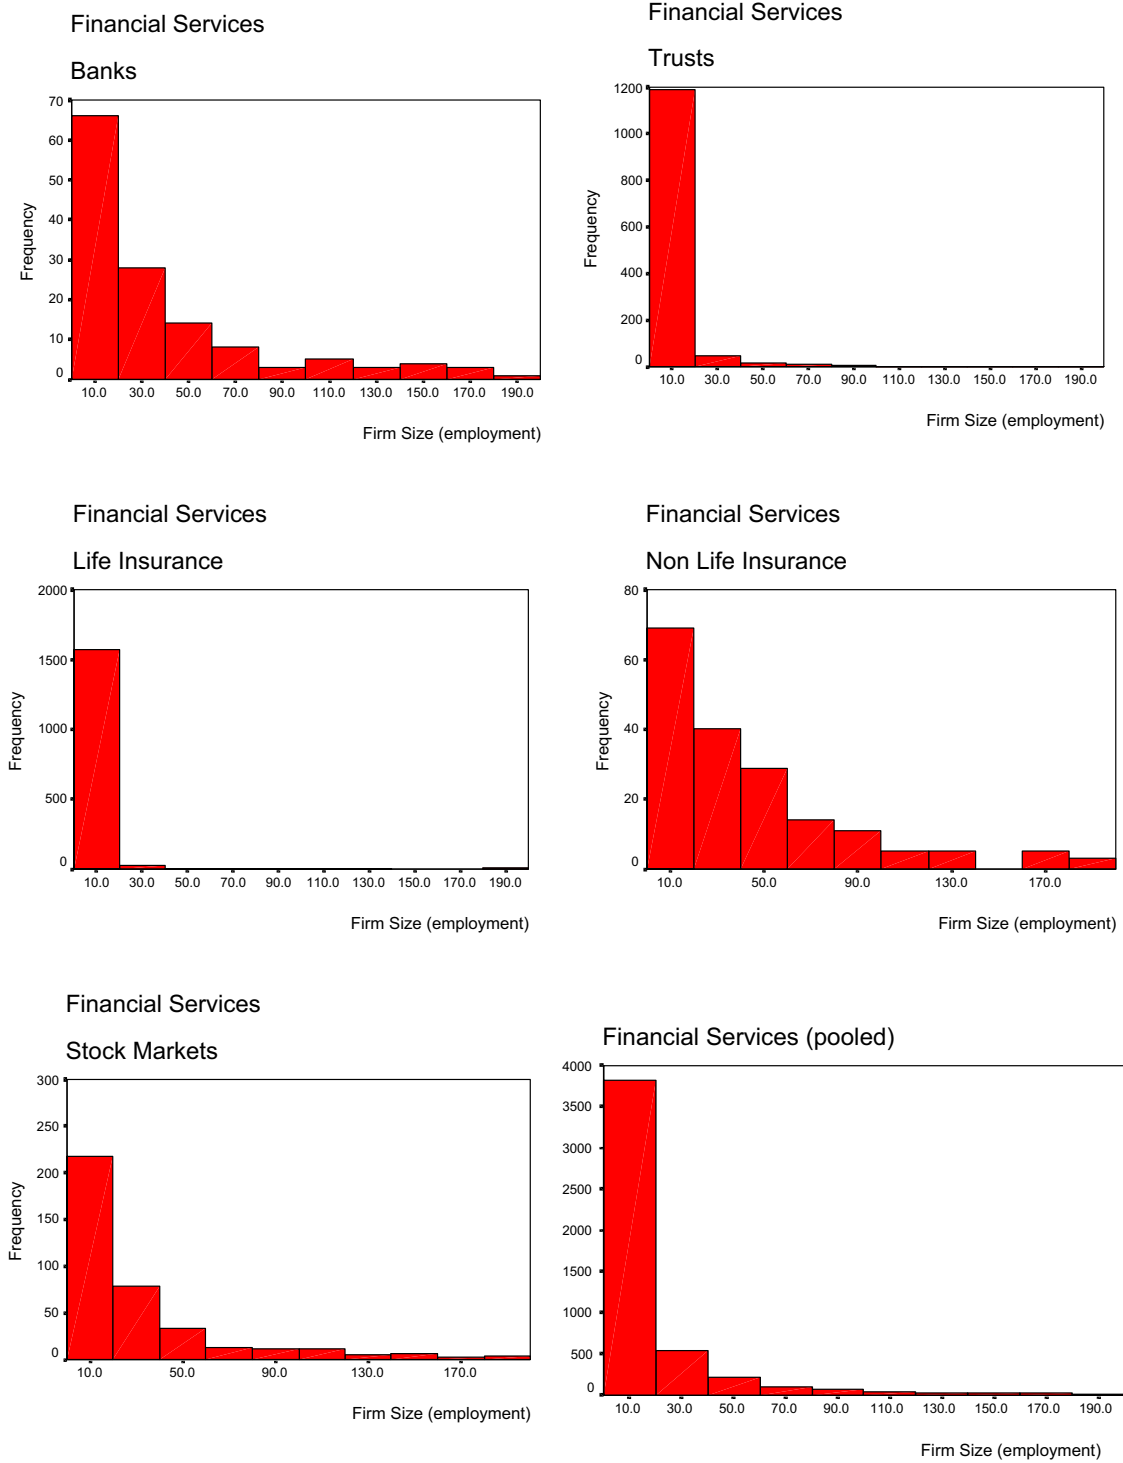 Financial Services
Banks
70
60
50
40
30
20
10
0
Frequency
10.0 30.0 50.0 70.0 90.0 110.0 130.0 150.0 170.0 190.0
Firm Size (employment)
Financial Services
Trusts
1200
1000
800
600
400
200
0
Frequency
10.0 30.0 50.0 70.0 90.0 110.0 130.0 150.0 170.0 190.0
Firm Size (employment)
Financial Services
Life Insurance
2000
1500
1000
500
0
Frequency
10.0 30.0 50.0 70.0 90.0 110.0 130.0 150.0 170.0 190.0
Firm Size (employment)
Financial Services
Non Life Insurance
80
60
40
20
0
Frequency
10.0 50.0 90.0 130.0 170.0
Firm Size (employment)
Financial Services
Stock Markets
300
250
200
150
100
50
0
Frequency
10.0 50.0 90.0 130.0 170.0
Firm Size (employment)
Financial Services (pooled)
4000
3500
3000
2500
2000
1500
1000
500
0
10.0 30.0 50.0 70.0 90.0 110.0 130.0 150.0 170.0 190.0
Firm Size (employment)